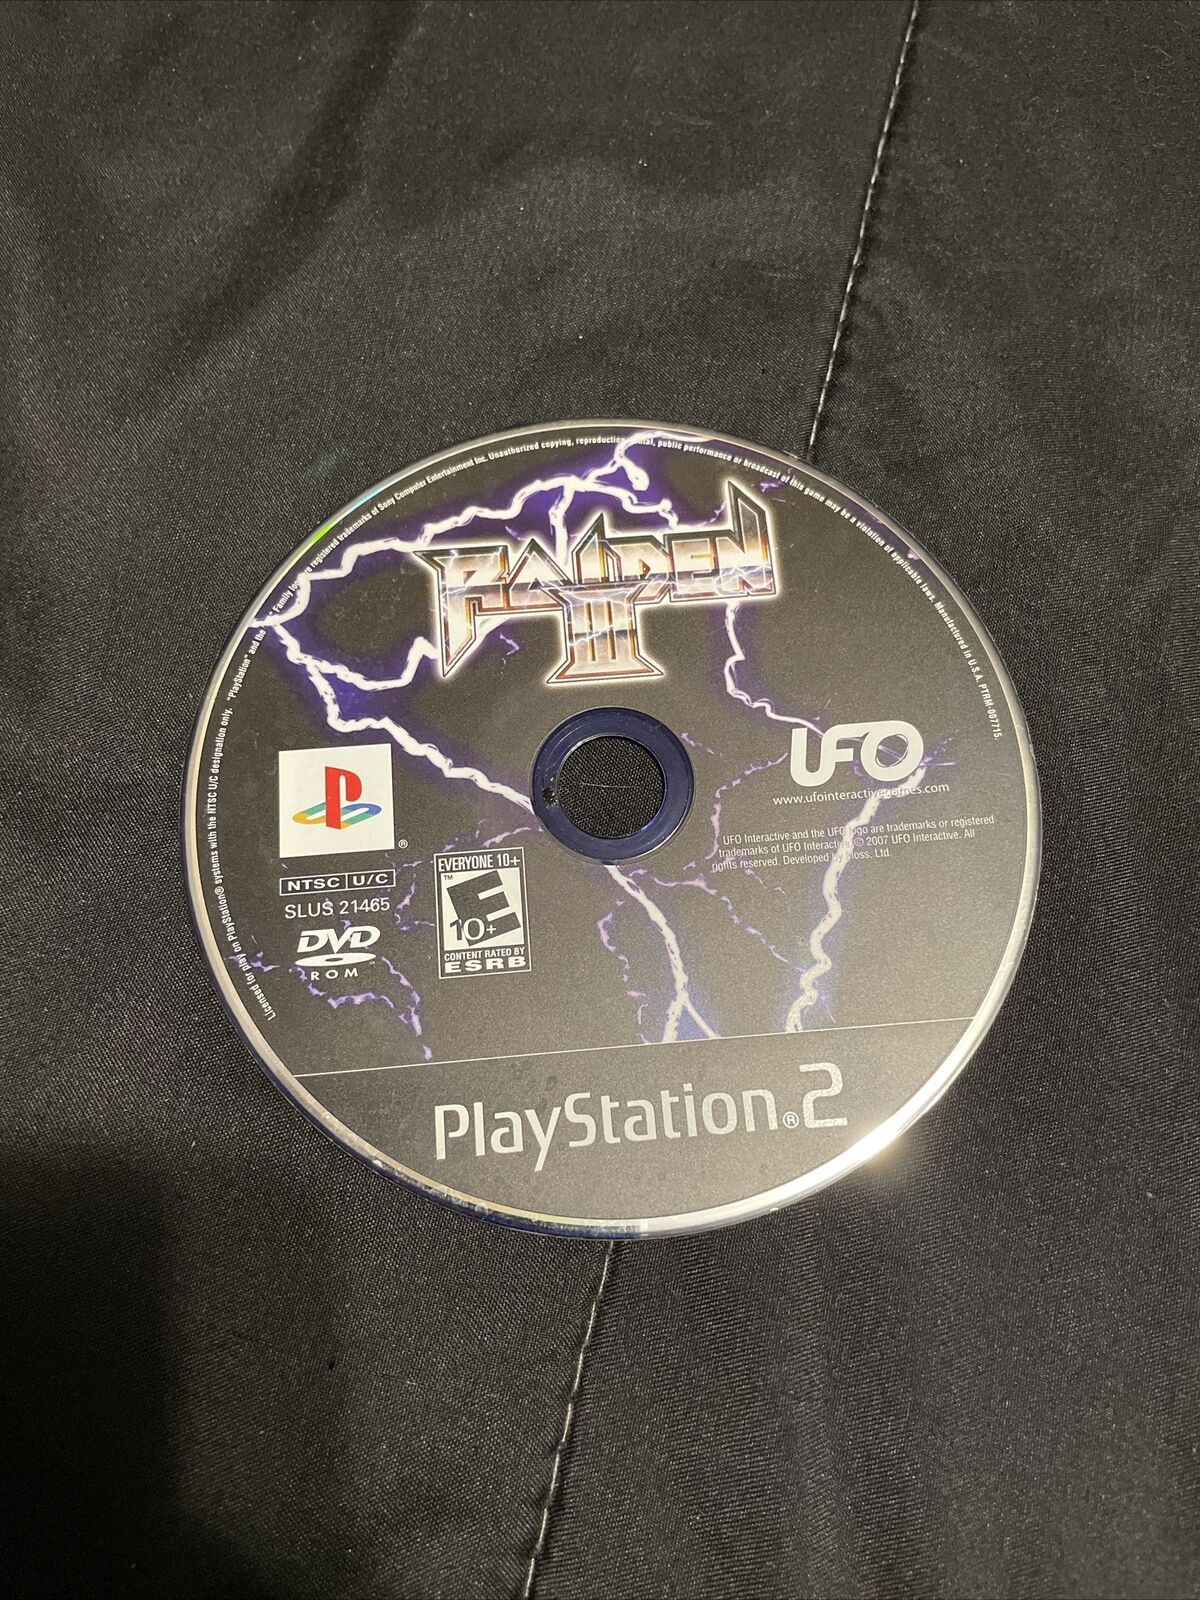 Licensed for play on PlayStation® systems with the NTSC U/C designation only. "PlayStation" and the "PS" Family logo are registered trademarks of Sony Computer Entertainment Inc. Unauthorized copying, reproduction, rental, public performance or broadcast of this game may be a violation of applicable laws. Manufactured in U.S.A. PTRM-007715
RAIDEN
III
UFO
www.ufointeractivegames.com
UFO Interactive and the UFO logo are trademarks or registered
trademarks of UFO Interactive. © 2007 UFO Interactive. All
rights reserved. Developed by Moss. Ltd.
®
NTSC U/C
SLUS 21465
DVD
ROM
EVERYONE 10+
™
E
10+
CONTENT RATED BY
ESRB
PlayStation®2